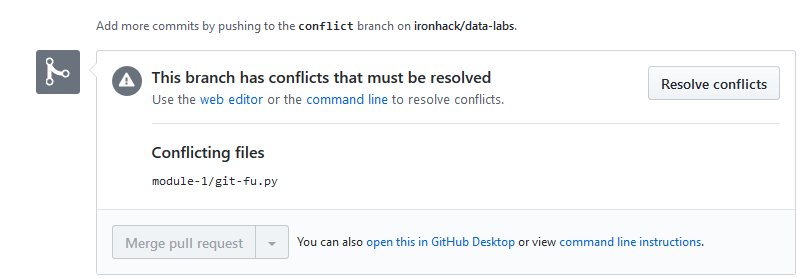 Add more commits by pushing to the conflict branch on ironhack/data-labs.
This branch has conflicts that must be resolved
Use the web editor or the command line to resolve conflicts.
Resolve conflicts
Conflicting files
module-1/git-fu.py
Merge pull request
You can also open this in GitHub Desktop or view command line instructions.